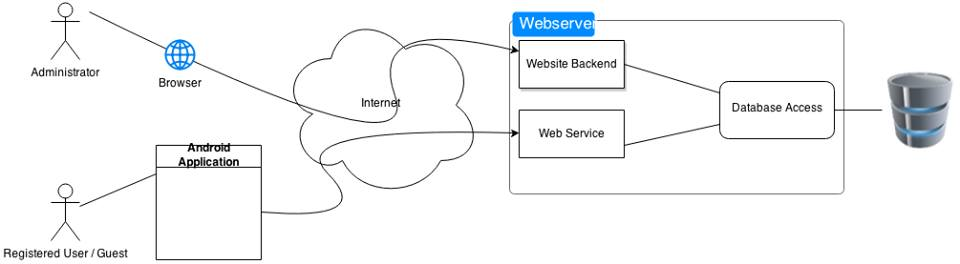 Webserver
Website Backend
Administrator
Browser
Internet
Database Access
Web Service
Android
Application
Registered User / Guest